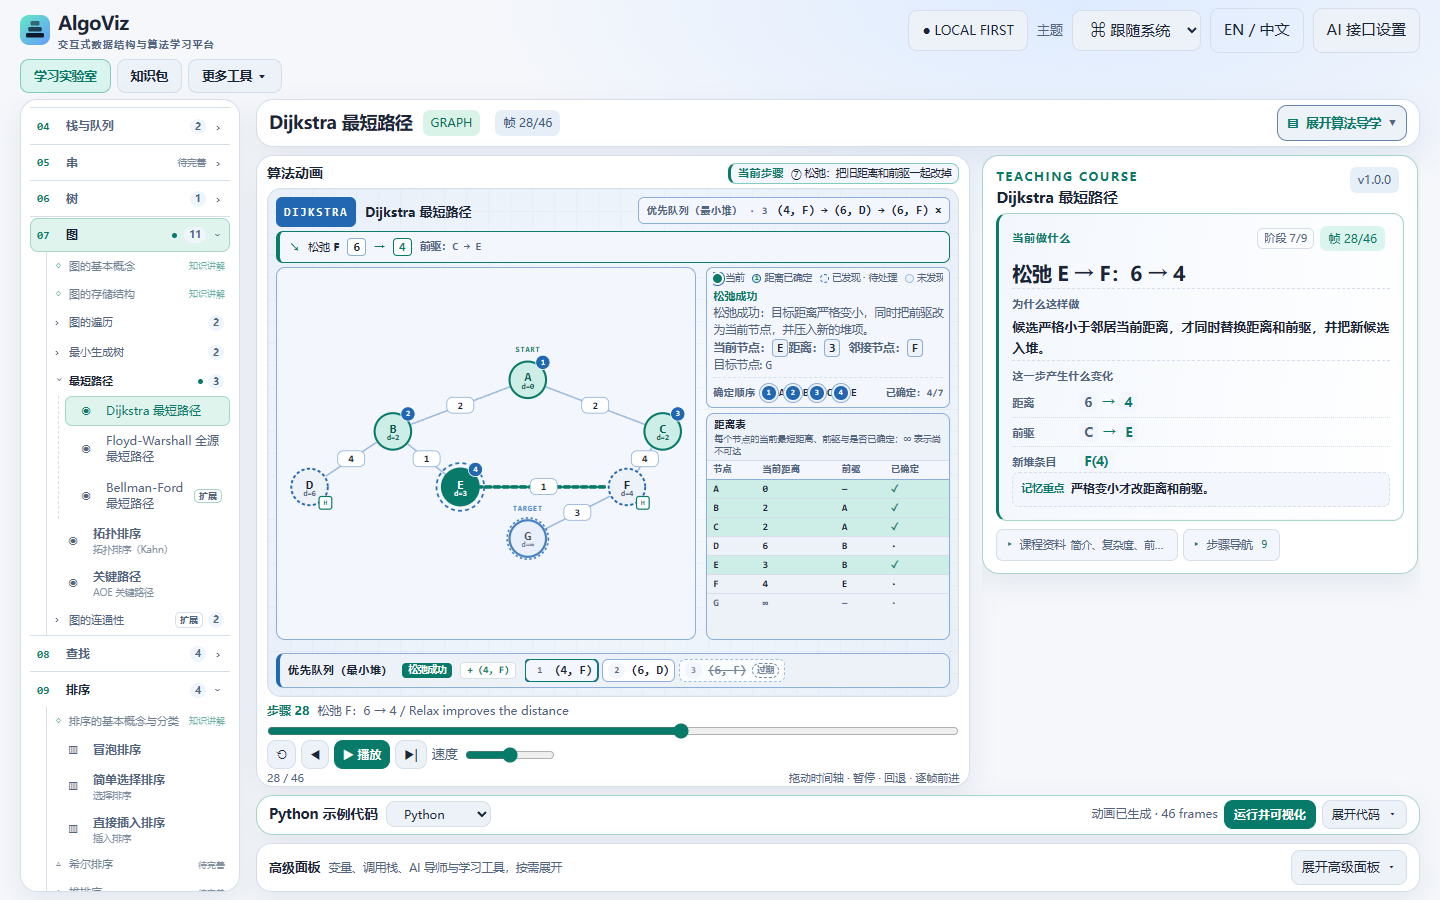 AlgoViz
交互式数据结构与算法学习平台
● LOCAL FIRST
主题
⌘ 跟随系统
EN / 中文
AI 接口设置
学习实验室
知识包
更多工具
04 栈与队列 2
05 串 待完善
06 树 1
07 图 11
图的基本概念 知识讲解
图的存储结构 知识讲解
图的遍历 2
最小生成树 2
最短路径 3
Dijkstra 最短路径
Floyd-Warshall 全源
最短路径
Bellman-Ford
最短路径 扩展
拓扑排序
拓扑排序（Kahn）
关键路径
AOE 关键路径
图的连通性 扩展 2
08 查找 4
09 排序 4
排序的基本概念与分类 知识讲解
冒泡排序
简单选择排序
选择排序
直接插入排序
插入排序
希尔排序 待完善
Dijkstra 最短路径 GRAPH 帧 28/46
展开算法导学
算法动画
当前步骤 ⑦ 松弛：把旧距离和前驱一起改掉
DIJKSTRA Dijkstra 最短路径
优先队列（最小堆） · 3 (4, F) → (6, D) → (6, F) ×
↘ 松弛 F 6 → 4 前驱：C → E
START
A
d=0
1
2
2
B
d=2
2
C
d=2
3
4
1
4
D
d=6
H
E
d=3
4
1
F
d=4
H
TARGET
3
G
d=∞
当前 ① 距离已确定 已发现 · 待处理 未发现
松弛成功
松弛成功：目标距离严格变小，同时把前驱改
为当前节点，并压入新的堆项。
当前节点： E 距离： 3 邻接节点： F
目标节点: G
确定顺序 1 A 2 B 3 C 4 E 已确定: 4/7
距离表
每个节点的当前最短距离、前驱与是否已确定；∞ 表示尚
不可达
节点 当前距离 前驱 已确定
A 0 — ✓
B 2 A ✓
C 2 A ✓
D 6 B ·
E 3 B ✓
F 4 E ·
G ∞ — ·
优先队列（最小堆） 松弛成功 + (4, F) 1 (4, F) 2 (6, D) 3 (6, F) 过期
步骤 28 松弛 F：6 → 4 / Relax improves the distance
▶ 播放
速度
28 / 46
拖动时间轴 · 暂停 · 回退 · 逐帧前进
TEACHING COURSE
Dijkstra 最短路径
v1.0.0
当前做什么
阶段 7/9
帧 28/46
松弛 E → F：6 → 4
为什么这样做
候选严格小于邻居当前距离，才同时替换距离和前驱，并把新候选
入堆。
这一步产生什么变化
距离 6 → 4
前驱 C → E
新堆条目 F(4)
记忆重点 严格变小才改距离和前驱。
课程资料 简介、复杂度、前...
步骤导航 9
Python 示例代码
Python
动画已生成 · 46 frames
运行并可视化
展开代码
高级面板 变量、调用栈、AI 导师与学习工具，按需展开
展开高级面板